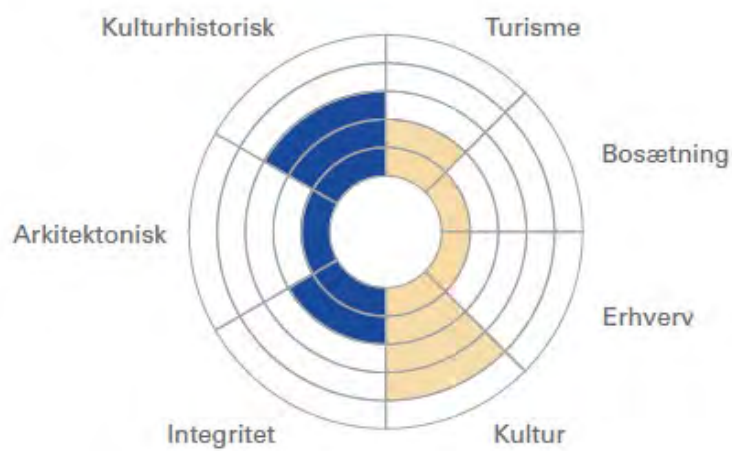 Kulturhistorisk
Turisme
Bosætning
Arkitektonisk
Erhverv
Integritet
Kultur